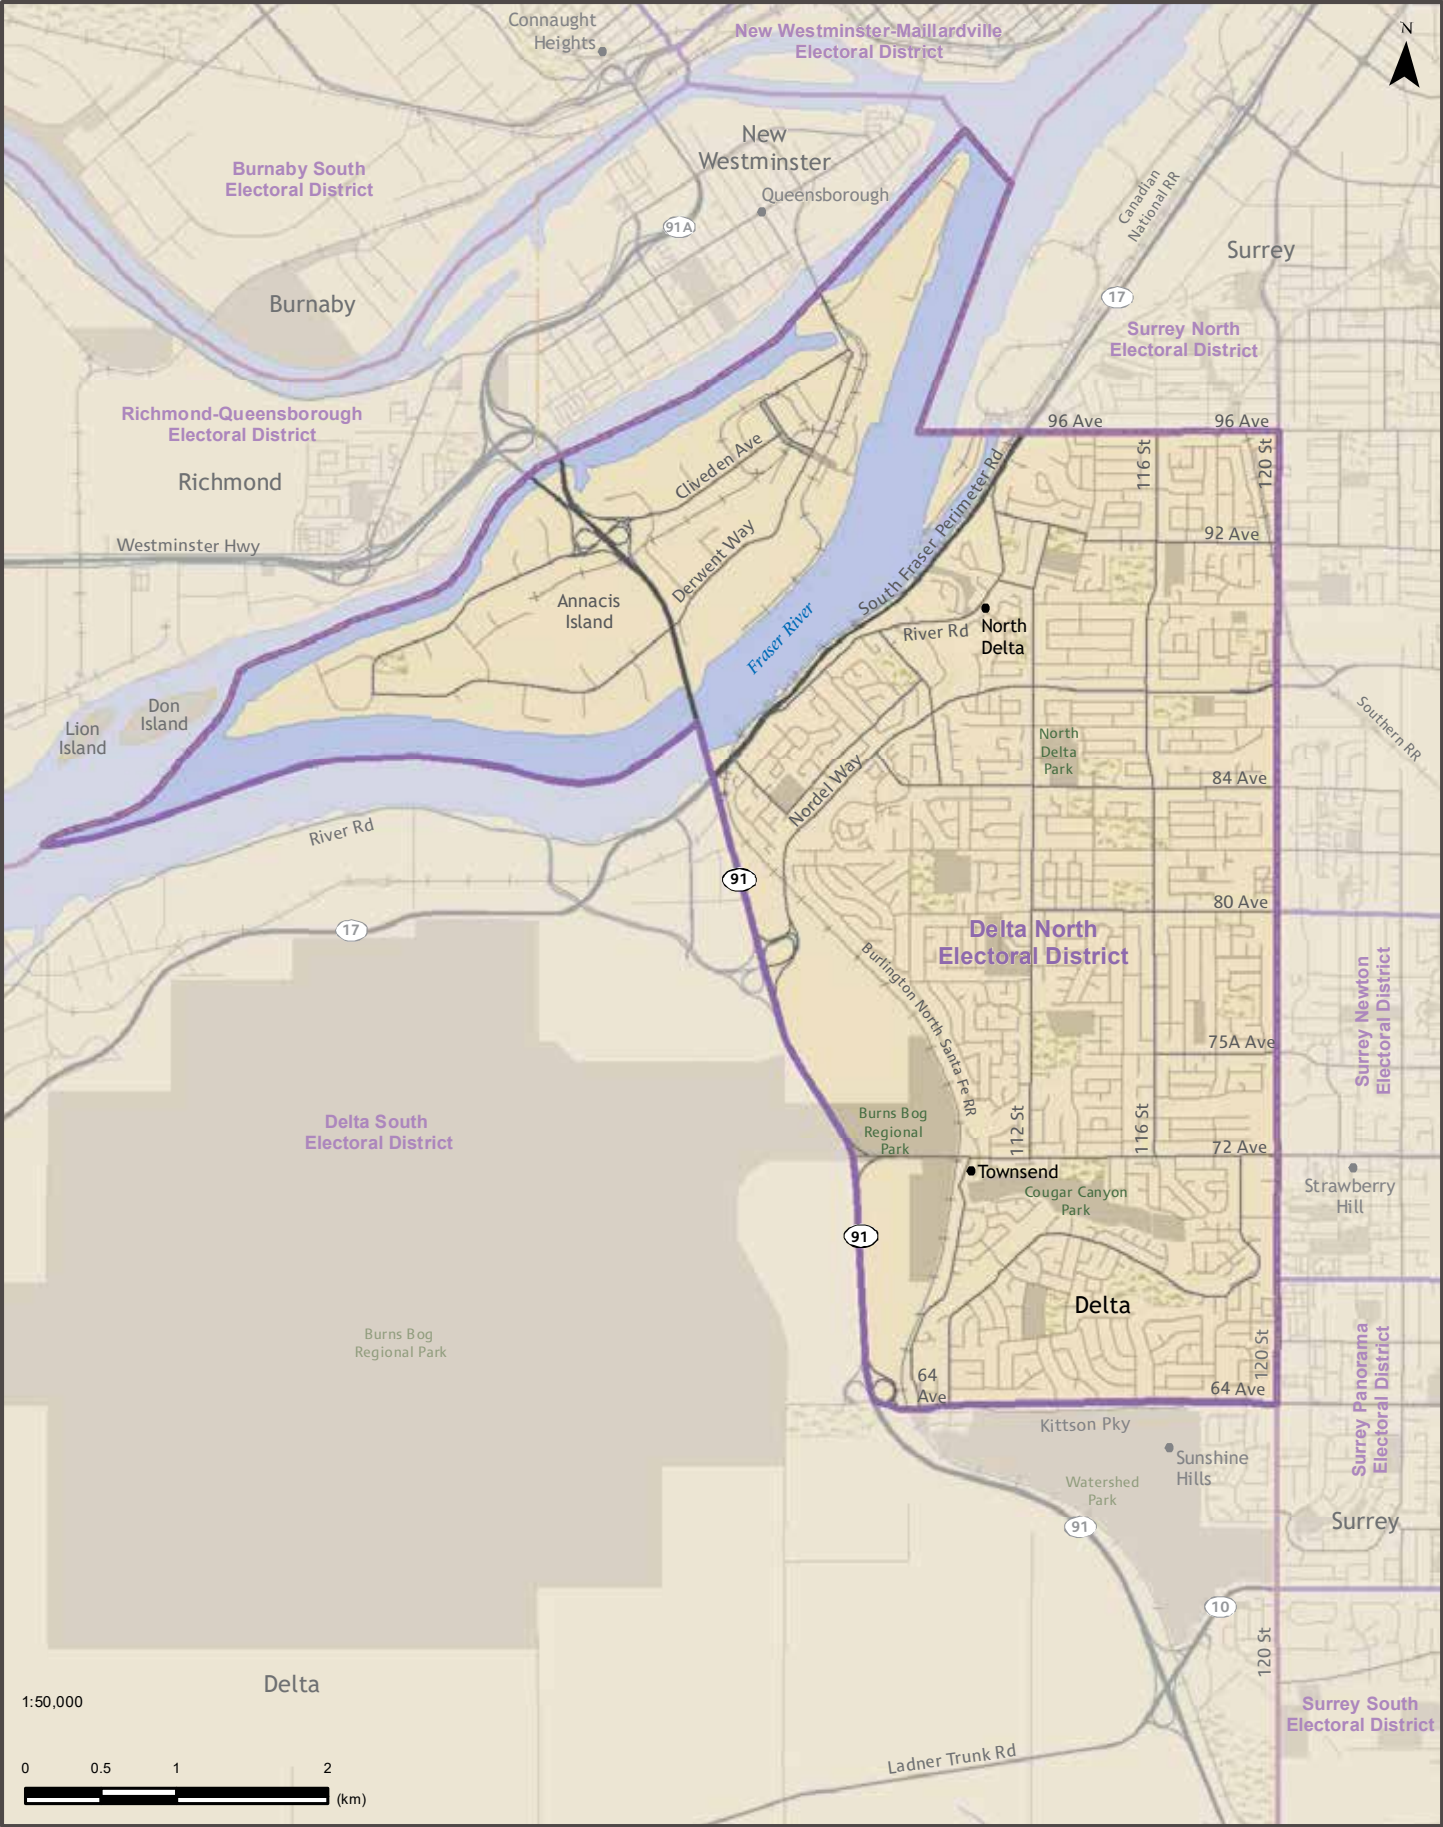 Connaught
Heights
New Westminster-Maillardville
Electoral District
N
New
Westminster
Burnaby South
Electoral District
Queensborough
Canadian
National RR
91A
Surrey
Burnaby
17
Surrey North
Electoral District
Richmond-Queensborough
Electoral District
96 Ave
96 Ave
Richmond
Cliveden Ave
116 St
120 St
Westminster Hwy
92 Ave
South Fraser Perimeter Rd
Derwent Way
Annacis
Island
Fraser River
River Rd
North
Delta
Don
Island
Lion
Island
Southern RR
North
Delta
Park
84 Ave
Nordel Way
River Rd
91
80 Ave
17
Delta North
Electoral District
Burlington North Santa Fe RR
Surrey Newton
Electoral District
75A Ave
Delta South
Electoral District
Burns Bog
Regional
Park
112 St
116 St
72 Ave
Townsend
Cougar Canyon
Park
Strawberry
Hill
91
Delta
Burns Bog
Regional Park
120 St
64
Ave
64 Ave
Surrey Panorama
Electoral District
Kittson Pky
Sunshine
Hills
Watershed
Park
91
Surrey
10
120 St
Delta
1:50,000
Surrey South
Electoral District
Ladner Trunk Rd
0 0.5 1 2
(km)